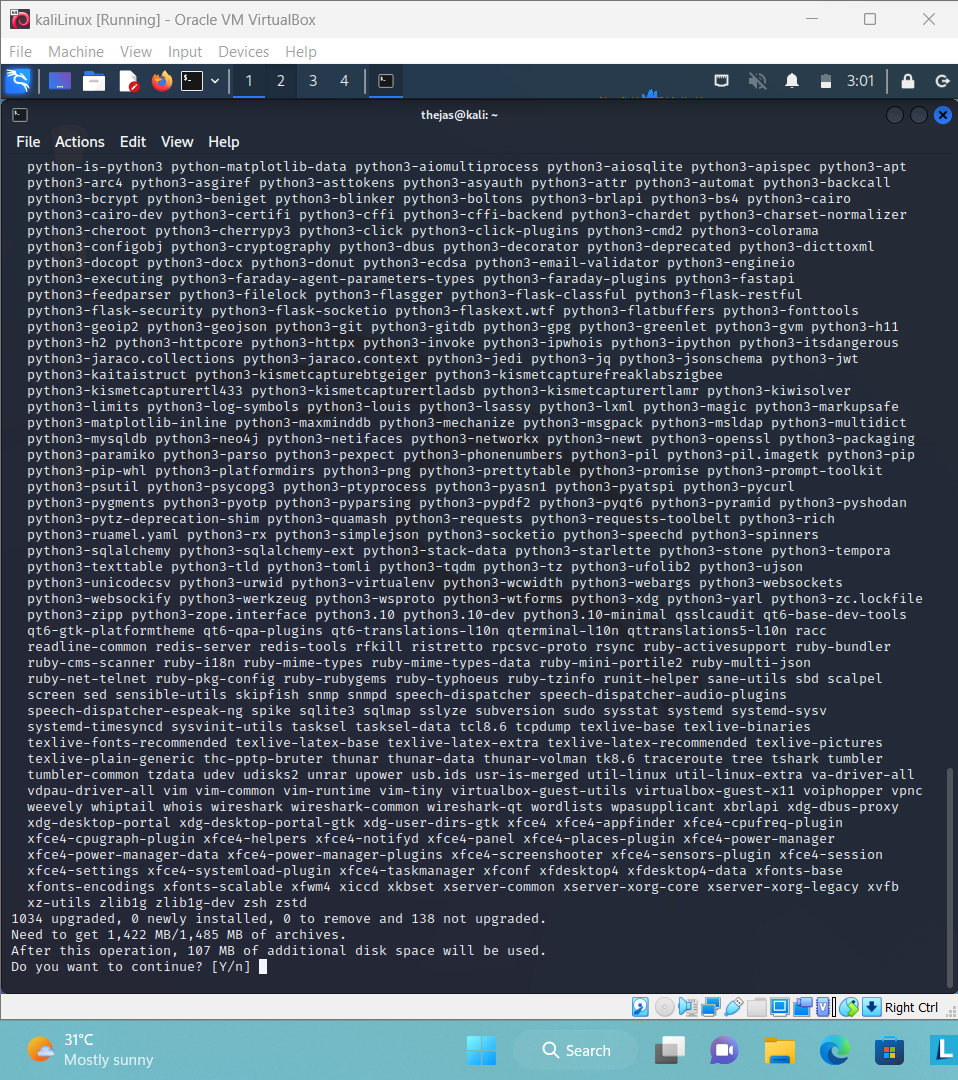 kaliLinux [Running] - Oracle VM VirtualBox
File Machine View Input Devices Help
1 2 3 4 3:01
thejas@kali: ~
File Actions Edit View Help
python-is-python3 python-matplotlib-data python3-aiomultiprocess python3-aiosqlite python3-apispec python3-apt
python3-arc4 python3-asgiref python3-asttokens python3-asyauth python3-attr python3-automat python3-backcall
python3-bcrypt python3-beniget python3-blinker python3-boltons python3-brlapi python3-bs4 python3-cairo
python3-cairo-dev python3-certifi python3-cffi python3-cffi-backend python3-chardet python3-charset-normalizer
python3-cheroot python3-cherrypy3 python3-click python3-click-plugins python3-cmd2 python3-colorama
python3-configobj python3-cryptography python3-dbus python3-decorator python3-deprecated python3-dicttoxml
python3-docopt python3-docx python3-donut python3-ecdsa python3-email-validator python3-engineio
python3-executing python3-faraday-agent-parameters-types python3-faraday-plugins python3-fastapi
python3-feedparser python3-filelock python3-flasgger python3-flask-classful python3-flask-restful
python3-flask-security python3-flask-socketio python3-flaskext.wtf python3-flatbuffers python3-fonttools
python3-geoip2 python3-geojson python3-git python3-gitdb python3-gpg python3-greenlet python3-gvm python3-h11
python3-h2 python3-httpcore python3-httpx python3-invoke python3-ipwhois python3-ipython python3-itsdangerous
python3-jaraco.collections python3-jaraco.context python3-jedi python3-jq python3-jsonschema python3-jwt
python3-kaitaistruct python3-kismetcapturebtgeiger python3-kismetcapturefreaklabszigbee
python3-kismetcapturertl433 python3-kismetcapturertladsb python3-kismetcapturertlamr python3-kiwisolver
python3-limits python3-log-symbols python3-louis python3-lsassy python3-lxml python3-magic python3-markupsafe
python3-matplotlib-inline python3-maxminddb python3-mechanize python3-msgpack python3-msldap python3-multidict
python3-mysqldb python3-neo4j python3-netifaces python3-networkx python3-newt python3-openssl python3-packaging
python3-paramiko python3-parso python3-pexpect python3-phonenumbers python3-pil python3-pil.imagetk python3-pip
python3-pip-whl python3-platformdirs python3-png python3-prettytable python3-promise python3-prompt-toolkit
python3-psutil python3-psycopg3 python3-ptyprocess python3-pyasn1 python3-pyatspi python3-pycurl
python3-pygments python3-pyotp python3-pyparsing python3-pypdf2 python3-pyqt6 python3-pyramid python3-pyshodan
python3-pytz-deprecation-shim python3-quamash python3-requests python3-requests-toolbelt python3-rich
python3-ruamel.yaml python3-rx python3-simplejson python3-socketio python3-speechd python3-spinners
python3-sqlalchemy python3-sqlalchemy-ext python3-stack-data python3-starlette python3-stone python3-tempora
python3-texttable python3-tld python3-tomli python3-tqdm python3-tz python3-ufolib2 python3-ujson
python3-unicodecsv python3-urwid python3-virtualenv python3-wcwidth python3-webargs python3-websockets
python3-websockify python3-werkzeug python3-wsproto python3-wtforms python3-xdg python3-yarl python3-zc.lockfile
python3-zipp python3-zope.interface python3.10 python3.10-dev python3.10-minimal qsslcaudit qt6-base-dev-tools
qt6-gtk-platformtheme qt6-qpa-plugins qt6-translations-l10n qterminal-l10n qttranslations5-l10n racc
readline-common redis-server redis-tools rfkill ristretto rpcsvc-proto rsync ruby-activesupport ruby-bundler
ruby-cms-scanner ruby-i18n ruby-mime-types ruby-mime-types-data ruby-mini-portile2 ruby-multi-json
ruby-net-telnet ruby-pkg-config ruby-rubygems ruby-typhoeus ruby-tzinfo runit-helper sane-utils sbd scalpel
screen sed sensible-utils skipfish snmp snmpd speech-dispatcher speech-dispatcher-audio-plugins
speech-dispatcher-espeak-ng spike sqlite3 sqlmap sslyze subversion sudo sysstat systemd systemd-sysv
systemd-timesyncd sysvinit-utils tasksel tasksel-data tcl8.6 tcpdump texlive-base texlive-binaries
texlive-fonts-recommended texlive-latex-base texlive-latex-extra texlive-latex-recommended texlive-pictures
texlive-plain-generic thc-pptp-bruter thunar thunar-data thunar-volman tk8.6 traceroute tree tshark tumbler
tumbler-common tzdata udev udisks2 unrar upower usb.ids usr-is-merged util-linux util-linux-extra va-driver-all
vdpau-driver-all vim vim-common vim-runtime vim-tiny virtualbox-guest-utils virtualbox-guest-x11 voiphopper vpnc
weevely whiptail whois wireshark wireshark-common wireshark-qt wordlists wpasupplicant xbrlapi xdg-dbus-proxy
xdg-desktop-portal xdg-desktop-portal-gtk xdg-user-dirs-gtk xfce4 xfce4-appfinder xfce4-cpufreq-plugin
xfce4-cpugraph-plugin xfce4-helpers xfce4-notifyd xfce4-panel xfce4-places-plugin xfce4-power-manager
xfce4-power-manager-data xfce4-power-manager-plugins xfce4-screenshooter xfce4-sensors-plugin xfce4-session
xfce4-settings xfce4-systemload-plugin xfce4-taskmanager xfconf xfdesktop4 xfdesktop4-data xfonts-base
xfonts-encodings xfonts-scalable xfwm4 xiccd xkbset xserver-common xserver-xorg-core xserver-xorg-legacy xvfb
xz-utils zlib1g zlib1g-dev zsh zstd
1034 upgraded, 0 newly installed, 0 to remove and 138 not upgraded.
Need to get 1,422 MB/1,485 MB of archives.
After this operation, 107 MB of additional disk space will be used.
Do you want to continue? [Y/n]
Right Ctrl
31°C
Mostly sunny
Search